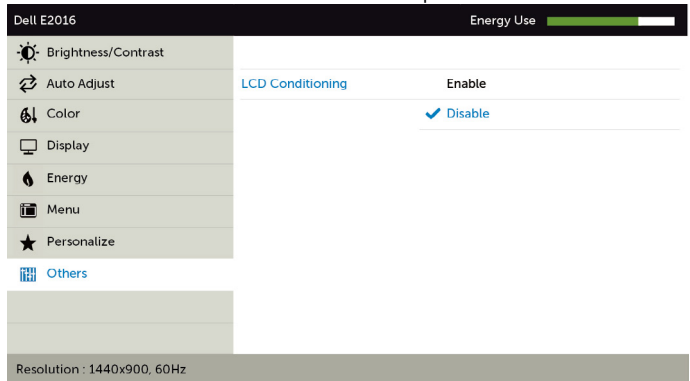 Dell E2016 Energy Use
Brightness/Contrast
Auto Adjust LCD Conditioning Enable
Color Disable
Display
Energy
Menu
Personalize
Others
Resolution : 1440x900, 60Hz